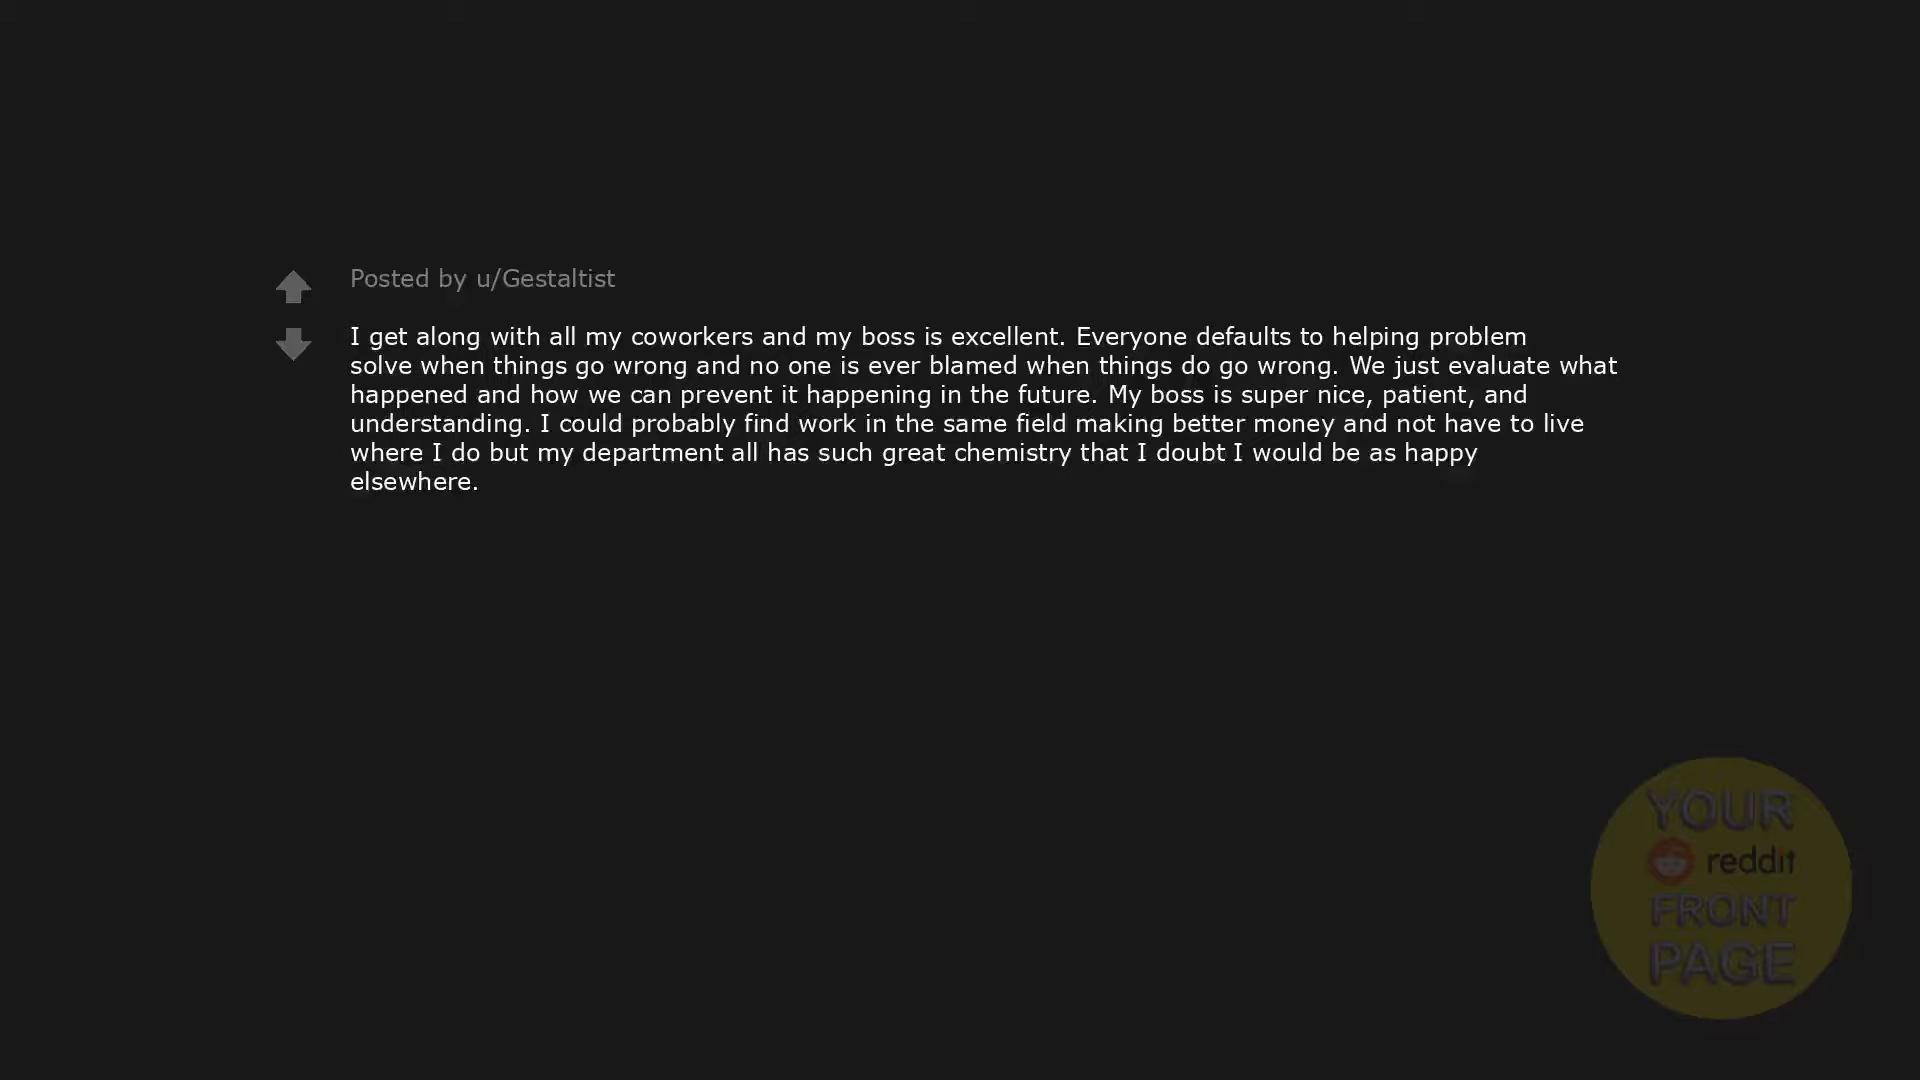 Posted by u/Gestaltist
I get along with all my coworkers and my boss is excellent. Everyone defaults to helping problem
solve when things go wrong and no one is ever blamed when things do go wrong. We just evaluate what
happened and how we can prevent it happening in the future. My boss is super nice, patient, and
understanding. I could probably find work in the same field making better money and not have to live
where I do but my department all has such great chemistry that I doubt I would be as happy
elsewhere.
YOUR
reddit
FRONT
PAGE